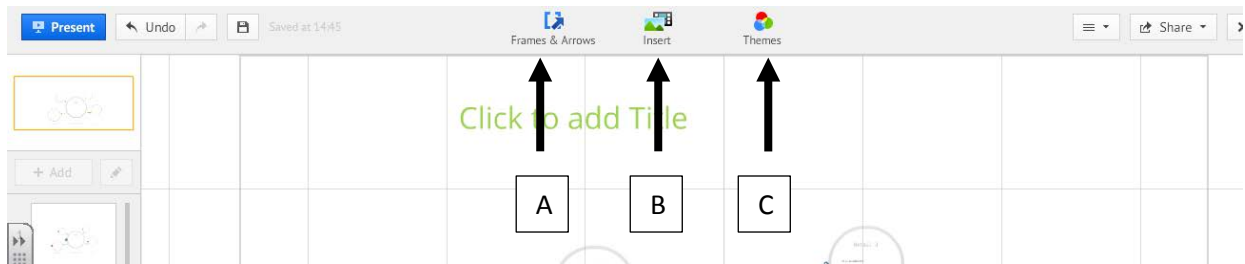 Present Undo Saved at 14:45 Frames & Arrows Insert Themes Share
Click to add Title
+ Add
A B C